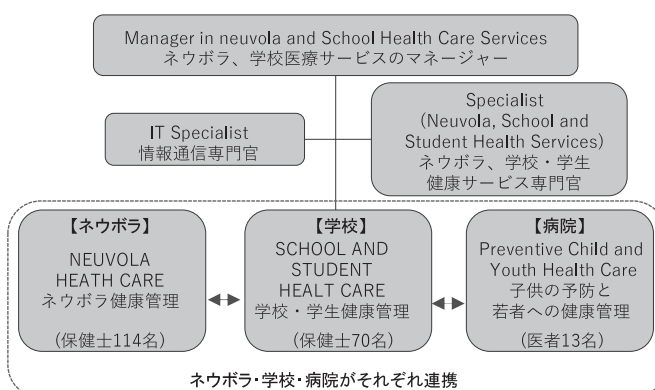 Manager in neuvola and School Health Care Services
ネウボラ、学校医療サービスのマネージャー
IT Specialist
情報通信専門官
Specialist
(Neuvola, School and
Student Health Services)
ネウボラ、学校・学生
健康サービス専門官
【ネウボラ】
NEUVOLA
HEATH CARE
ネウボラ健康管理
(保健士114名)
【学校】
SCHOOL AND
STUDENT
HEALT CARE
学校・学生健康管理
(保健士70名)
【病院】
Preventive Child and
Youth Health Care
子供の予防と
若者への健康管理
(医者13名)
ネウボラ・学校・病院がそれぞれ連携